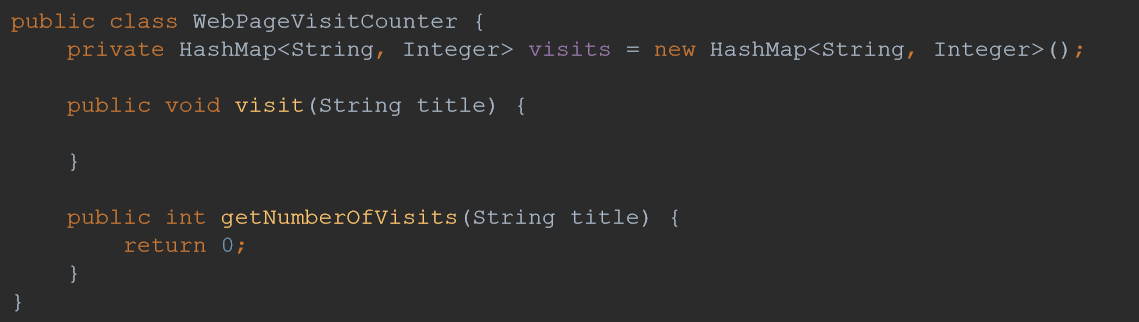 public class WebPageVisitCounter {
    private HashMap<String, Integer> visits = new HashMap<String, Integer>();
    public void visit(String title) {
    }
    public int getNumberOfVisits(String title) {
        return 0;
    }
}